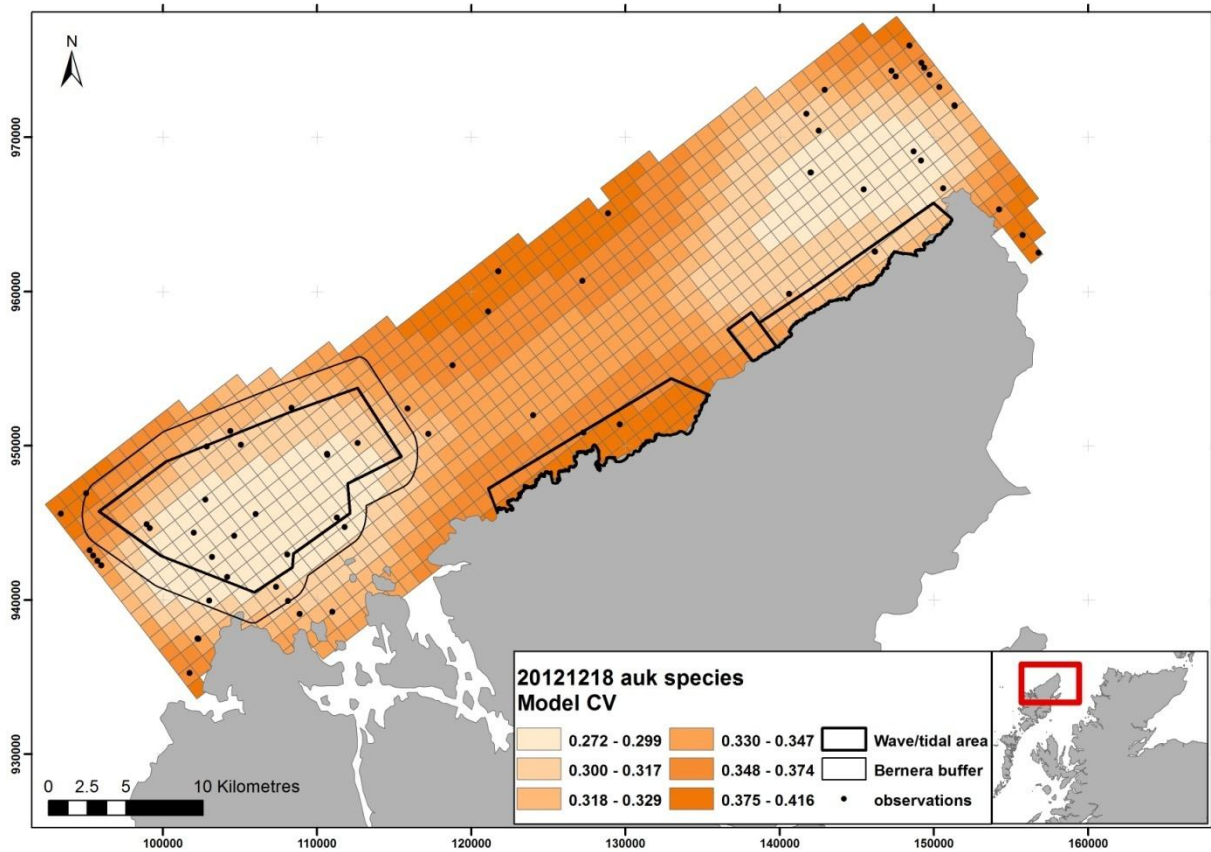 N
970000
960000
950000
940000
930000
20121218 auk species
Model CV
0.272 - 0.299
0.330 - 0.347
Wave/tidal area
0.300 - 0.317
0.348 - 0.374
Bernera buffer
0.318 - 0.329
0.375 - 0.416
observations
0 2.5 5 10 Kilometres
100000 110000 120000 130000 140000 150000 160000